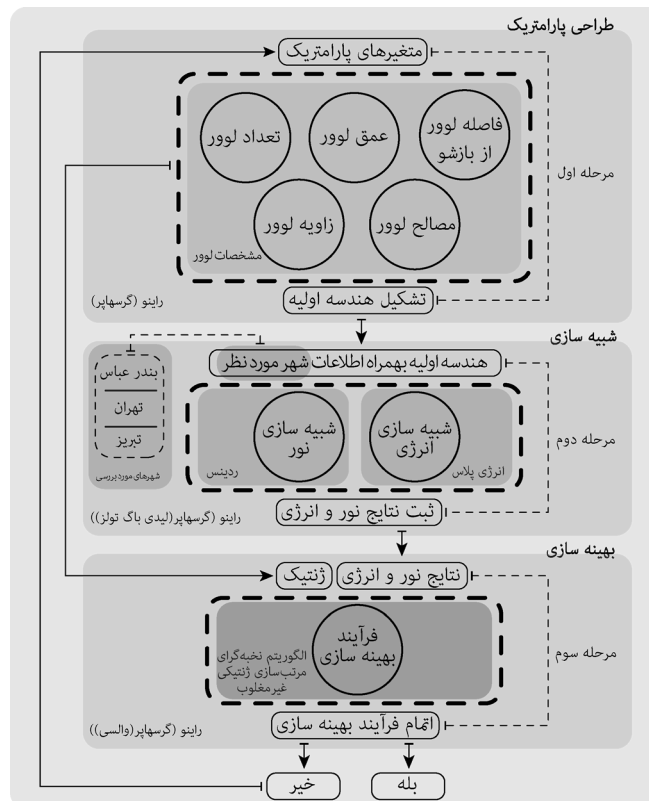 طراحی پارامتریک
متغیرهای پارامتریک
فاصله لوور
از بازشو
عمق لوور
تعداد لوور
مصالح لوور
زاویه لوور
مشخصات لوور
مرحله اول
تشکیل هندسه اولیه
راینو (گرسهاپر)
شبیه سازی
هندسه اولیه بهمراه اطلاعات شهر مورد نظر
بندر عباس
تهران
تبریز
شهرهای مورد بررسی
شبیه سازی
انرژی
انرژی پلاس
شبیه سازی
نور
ردینس
مرحله دوم
ثبت نتایج نور و انرژی
راینو (گرسهاپر(لیدی باگ تولز))
بهینه سازی
نتایج نور و انرژی
ژنتیک
فرآیند
بهینه سازی
الگوریتم نخبه‌گرای
مرتب‌سازی ژنتیکی
غیرمغلوب
مرحله سوم
اتمام فرآیند بهینه سازی
راینو (گرسهاپر(والسی))
بله
خیر